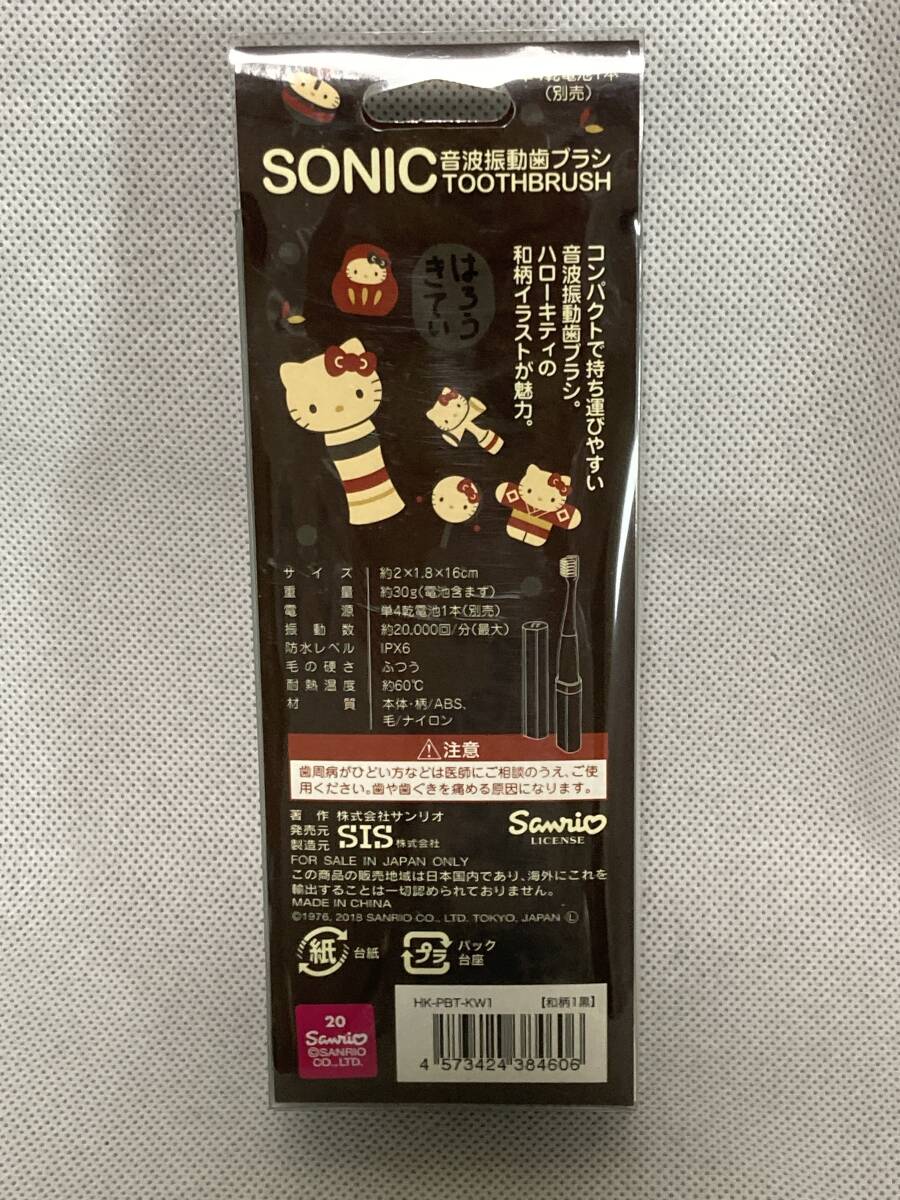 (別売)
SONIC 音波振動歯ブラシ
TOOTHBRUSH
コンパクトで持ち運びやすい
音波振動歯ブラシ。
ハローキティの
和柄イラストが魅力。
はろう
きてぃ
サイズ 約2×1.8×16cm
重量 約30g(電池含まず)
電源 単4乾電池1本(別売)
振動数 約20,000回/分(最大)
防水レベル IPX6
毛の硬さ ふつう
耐熱温度 約60℃
材質 本体・柄/ABS、
毛/ナイロン
注意
歯周病がひどい方などは医師にご相談のうえ、ご使
用ください。歯や歯ぐきを痛める原因になります。
著作 株式会社サンリオ
発売元
製造元 SIS 株式会社
Sanrio
LICENSE
FOR SALE IN JAPAN ONLY
この商品の販売地域は日本国内であり、海外にこれを
輸出することは一切認められておりません。
MADE IN CHINA
©1976, 2018 SANRIO CO., LTD. TOKYO, JAPAN Ⓛ
紙 台紙
プラ パック
台座
HK-PBT-KW1 【和柄1黒】
4 573424 384606
20
Sanrio
©SANRIO
CO., LTD.